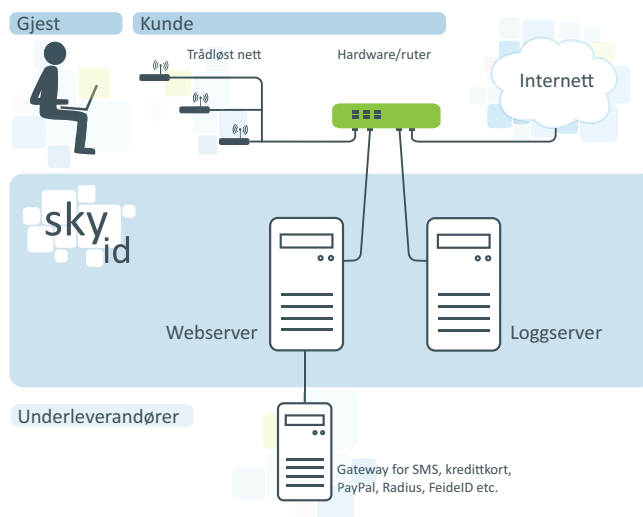 Gjest
Kunde
Trådløst nett
Hardware/ruter
Internett
sky
id
Webserver
Loggserver
Underleverandører
Gateway for SMS, kredittkort,
PayPal, Radius, FeideID etc.